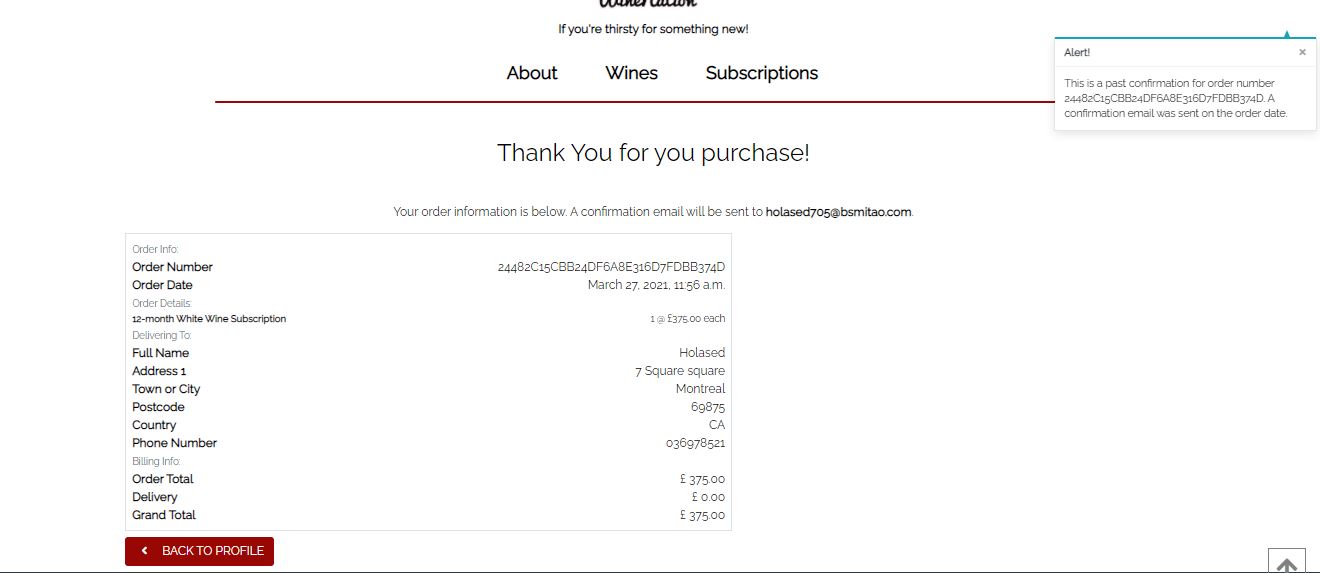 WineNation
If you're thirsty for something new!
About Wines Subscriptions
Alert!
×
This is a past confirmation for order number
24482C15CBB24DF6A8E316D7FDBB374D. A
confirmation email was sent on the order date.
Thank You for you purchase!
Your order information is below. A confirmation email will be sent to holased705@bsmitao.com.
Order Info:
Order Number 24482C15CBB24DF6A8E316D7FDBB374D
Order Date March 27, 2021, 11:56 a.m.
Order Details:
12-month White Wine Subscription 1 @ £375.00 each
Delivering To:
Full Name Holased
Address 1 7 Square square
Town or City Montreal
Postcode 69875
Country CA
Phone Number 036978521
Billing Info:
Order Total £ 375.00
Delivery £ 0.00
Grand Total £ 375.00
BACK TO PROFILE